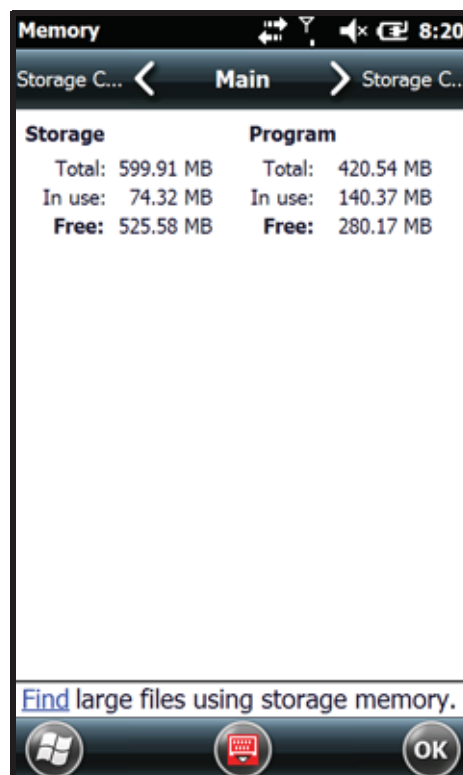 Memory 8:20
Storage C... Main Storage C..
Storage Program
Total: 599.91 MB Total: 420.54 MB
In use: 74.32 MB In use: 140.37 MB
Free: 525.58 MB Free: 280.17 MB
Find large files using storage memory.
OK